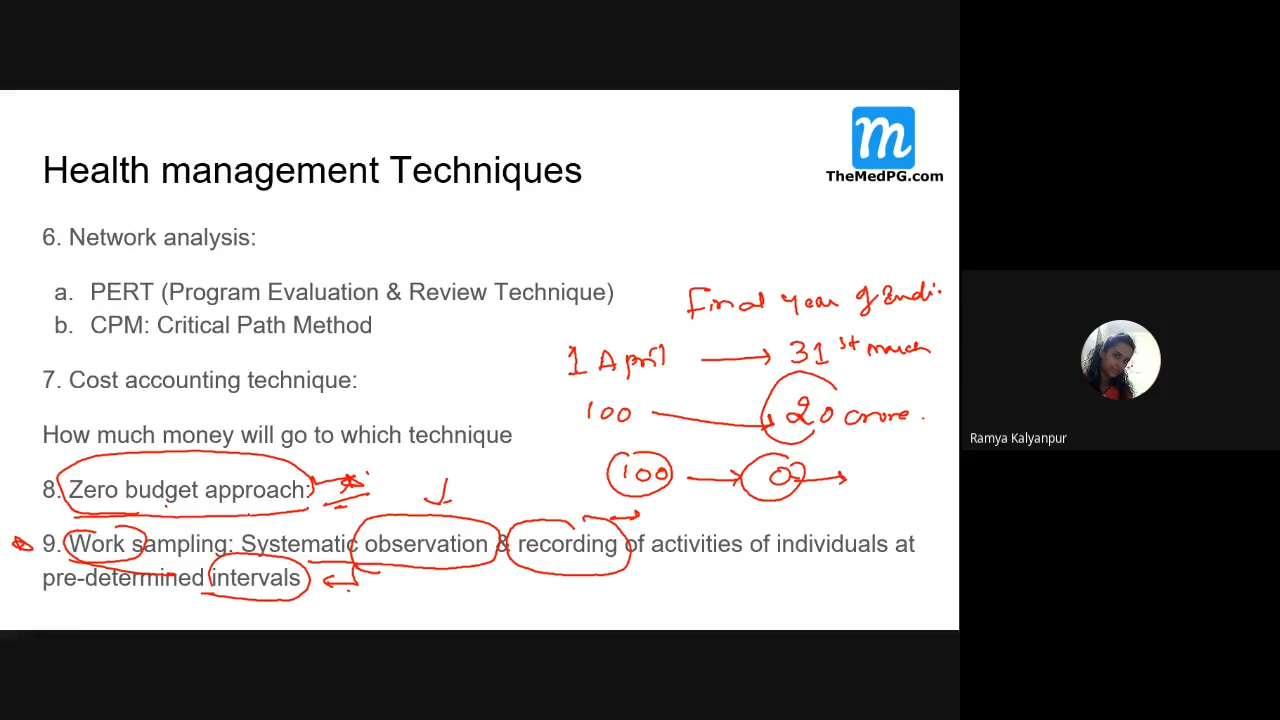 m
TheMedPG.com
Health management Techniques
6. Network analysis:
a. PERT (Program Evaluation & Review Technique)
b. CPM: Critical Path Method
Final year of Endi.
1 April → 31st march
7. Cost accounting technique:
100 → 20 crore.
How much money will go to which technique
100 → 0 →
8. Zero budget approach:
9. Work sampling: Systematic observation & recording of activities of individuals at
pre-determined intervals
Ramya Kalyanpur